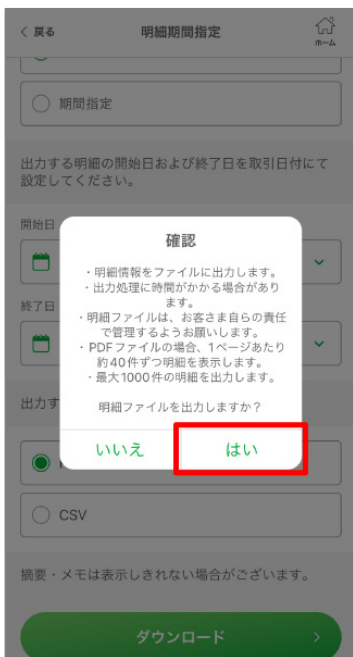 戻る
明細期間指定
ホーム
期間指定
出力する明細の開始日および終了日を取引日付にて
設定してください。
開始日
確認
・明細情報をファイルに出力します。
・出力処理に時間がかかる場合があり
ます。
・明細ファイルは、お客さま自らの責任
で管理するようお願いします。
・PDFファイルの場合、1ページあたり
約40件ずつ明細を表示します。
・最大1000件の明細を出力します。
明細ファイルを出力しますか？
いいえ
はい
終了日
出力す
CSV
摘要・メモは表示しきれない場合がございます。
ダウンロード